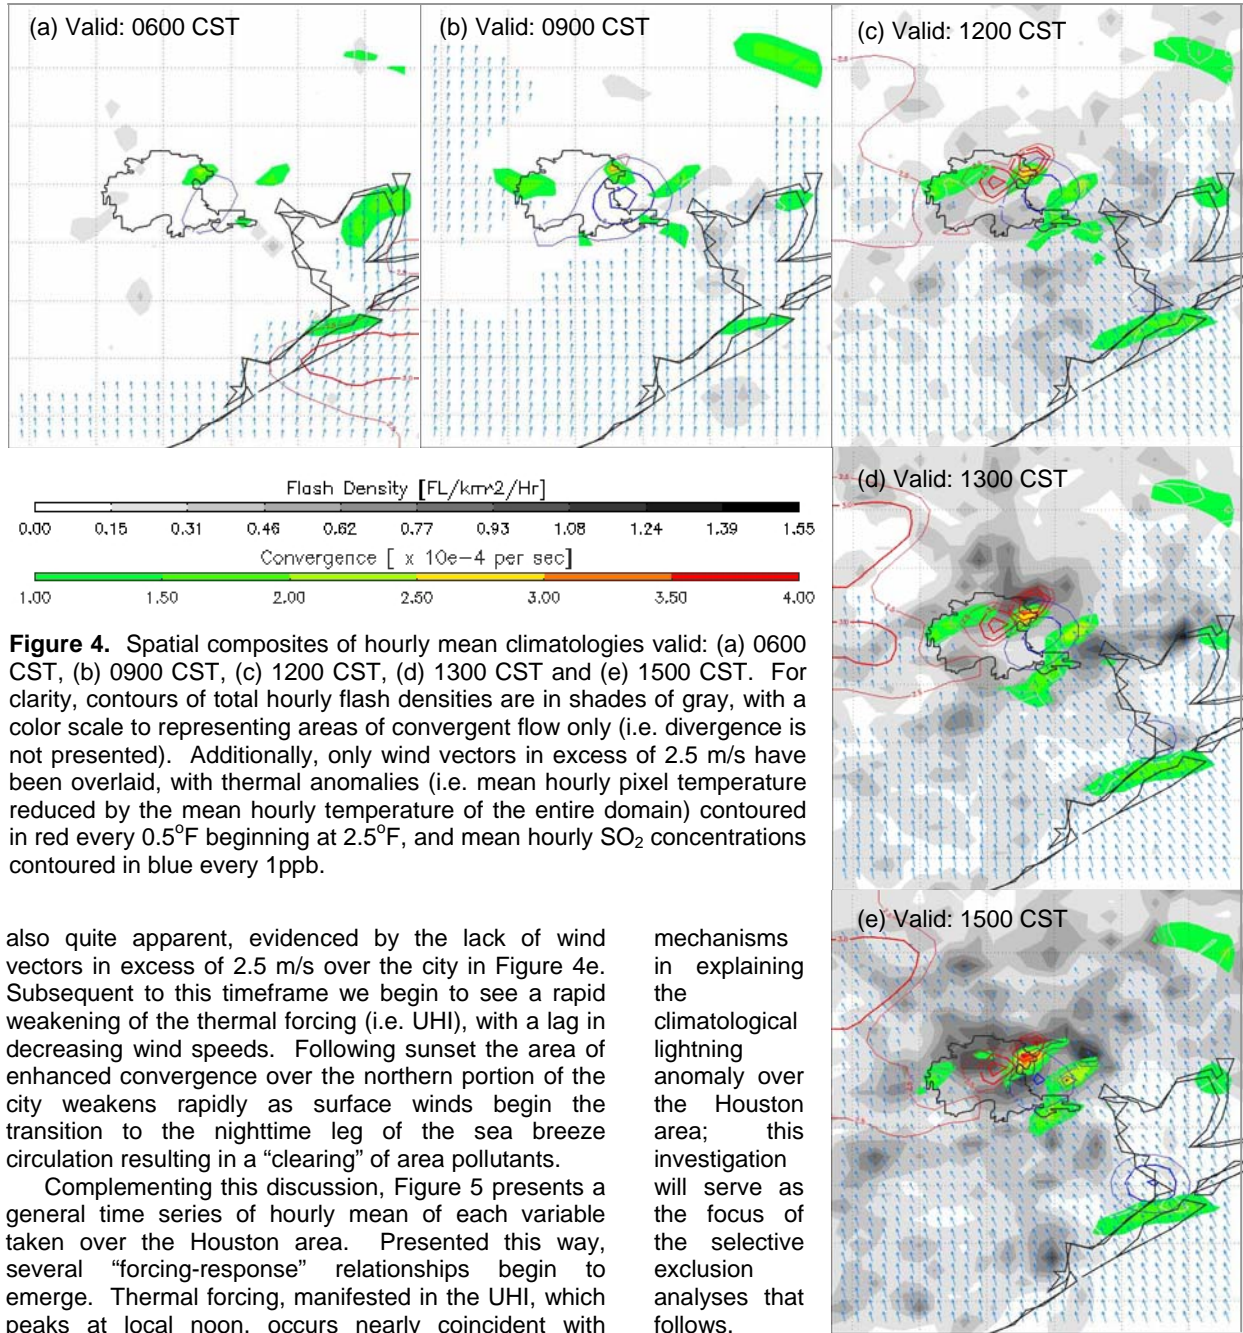 (a) Valid: 0600 CST
(b) Valid: 0900 CST
(c) Valid: 1200 CST
Flash Density [FL/km^2/Hr]
0.00 0.15 0.31 0.46 0.62 0.77 0.93 1.08 1.24 1.39 1.55
Convergence [ x 10e-4 per sec]
1.00 1.50 2.00 2.50 3.00 3.50 4.00
(d) Valid: 1300 CST
(e) Valid: 1500 CST
Figure 4. Spatial composites of hourly mean climatologies valid: (a) 0600
CST, (b) 0900 CST, (c) 1200 CST, (d) 1300 CST and (e) 1500 CST. For
clarity, contours of total hourly flash densities are in shades of gray, with a
color scale to representing areas of convergent flow only (i.e. divergence is
not presented). Additionally, only wind vectors in excess of 2.5 m/s have
been overlaid, with thermal anomalies (i.e. mean hourly pixel temperature
reduced by the mean hourly temperature of the entire domain) contoured
in red every 0.5°F beginning at 2.5°F, and mean hourly SO₂ concentrations
contoured in blue every 1ppb.
also quite apparent, evidenced by the lack of wind
vectors in excess of 2.5 m/s over the city in Figure 4e.
Subsequent to this timeframe we begin to see a rapid
weakening of the thermal forcing (i.e. UHI), with a lag in
decreasing wind speeds. Following sunset the area of
enhanced convergence over the northern portion of the
city weakens rapidly as surface winds begin the
transition to the nighttime leg of the sea breeze
circulation resulting in a “clearing” of area pollutants.
Complementing this discussion, Figure 5 presents a
general time series of hourly mean of each variable
taken over the Houston area. Presented this way,
several “forcing-response” relationships begin to
emerge. Thermal forcing, manifested in the UHI, which
peaks at local noon, occurs nearly coincident with
mechanisms
in explaining
the
climatological
lightning
anomaly over
the Houston
area; this
investigation
will serve as
the focus of
the selective
exclusion
analyses that
follows.